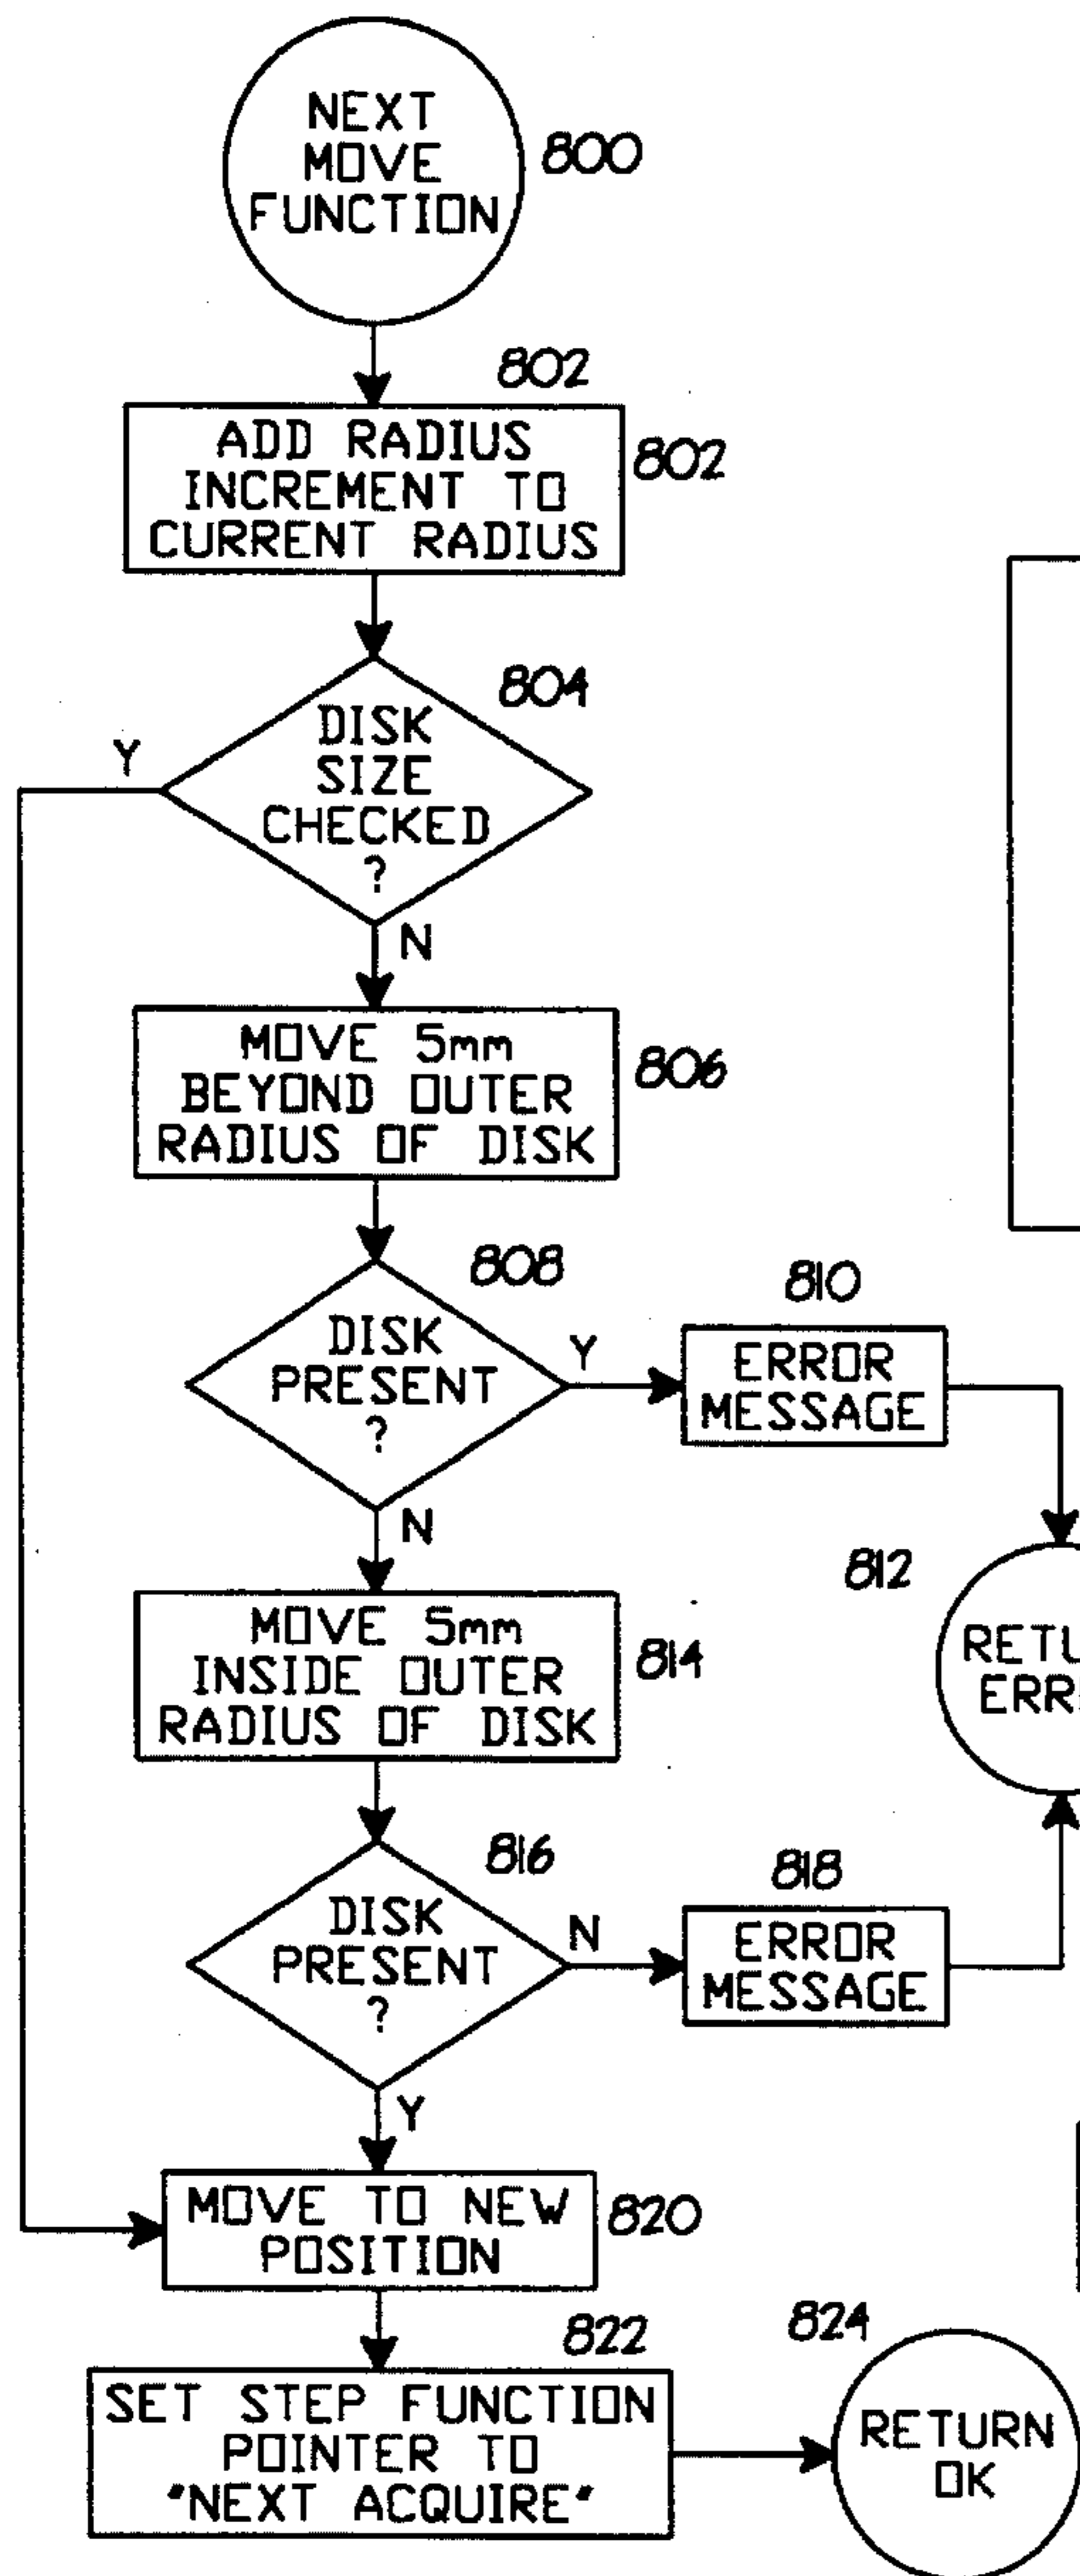 NEXT
MOVE
FUNCTION
800
802
ADD RADIUS
INCREMENT TO
CURRENT RADIUS
802
804
DISK
SIZE
CHECKED
?
Y
N
MOVE 5mm
BEYOND OUTER
RADIUS OF DISK
806
808
DISK
PRESENT
?
Y
810
ERROR
MESSAGE
N
812
MOVE 5mm
INSIDE OUTER
RADIUS OF DISK
814
816
DISK
PRESENT
?
N
818
ERROR
MESSAGE
Y
MOVE TO NEW
POSITION
820
822
SET STEP FUNCTION
POINTER TO
"NEXT ACQUIRE"
824
RETURN
OK